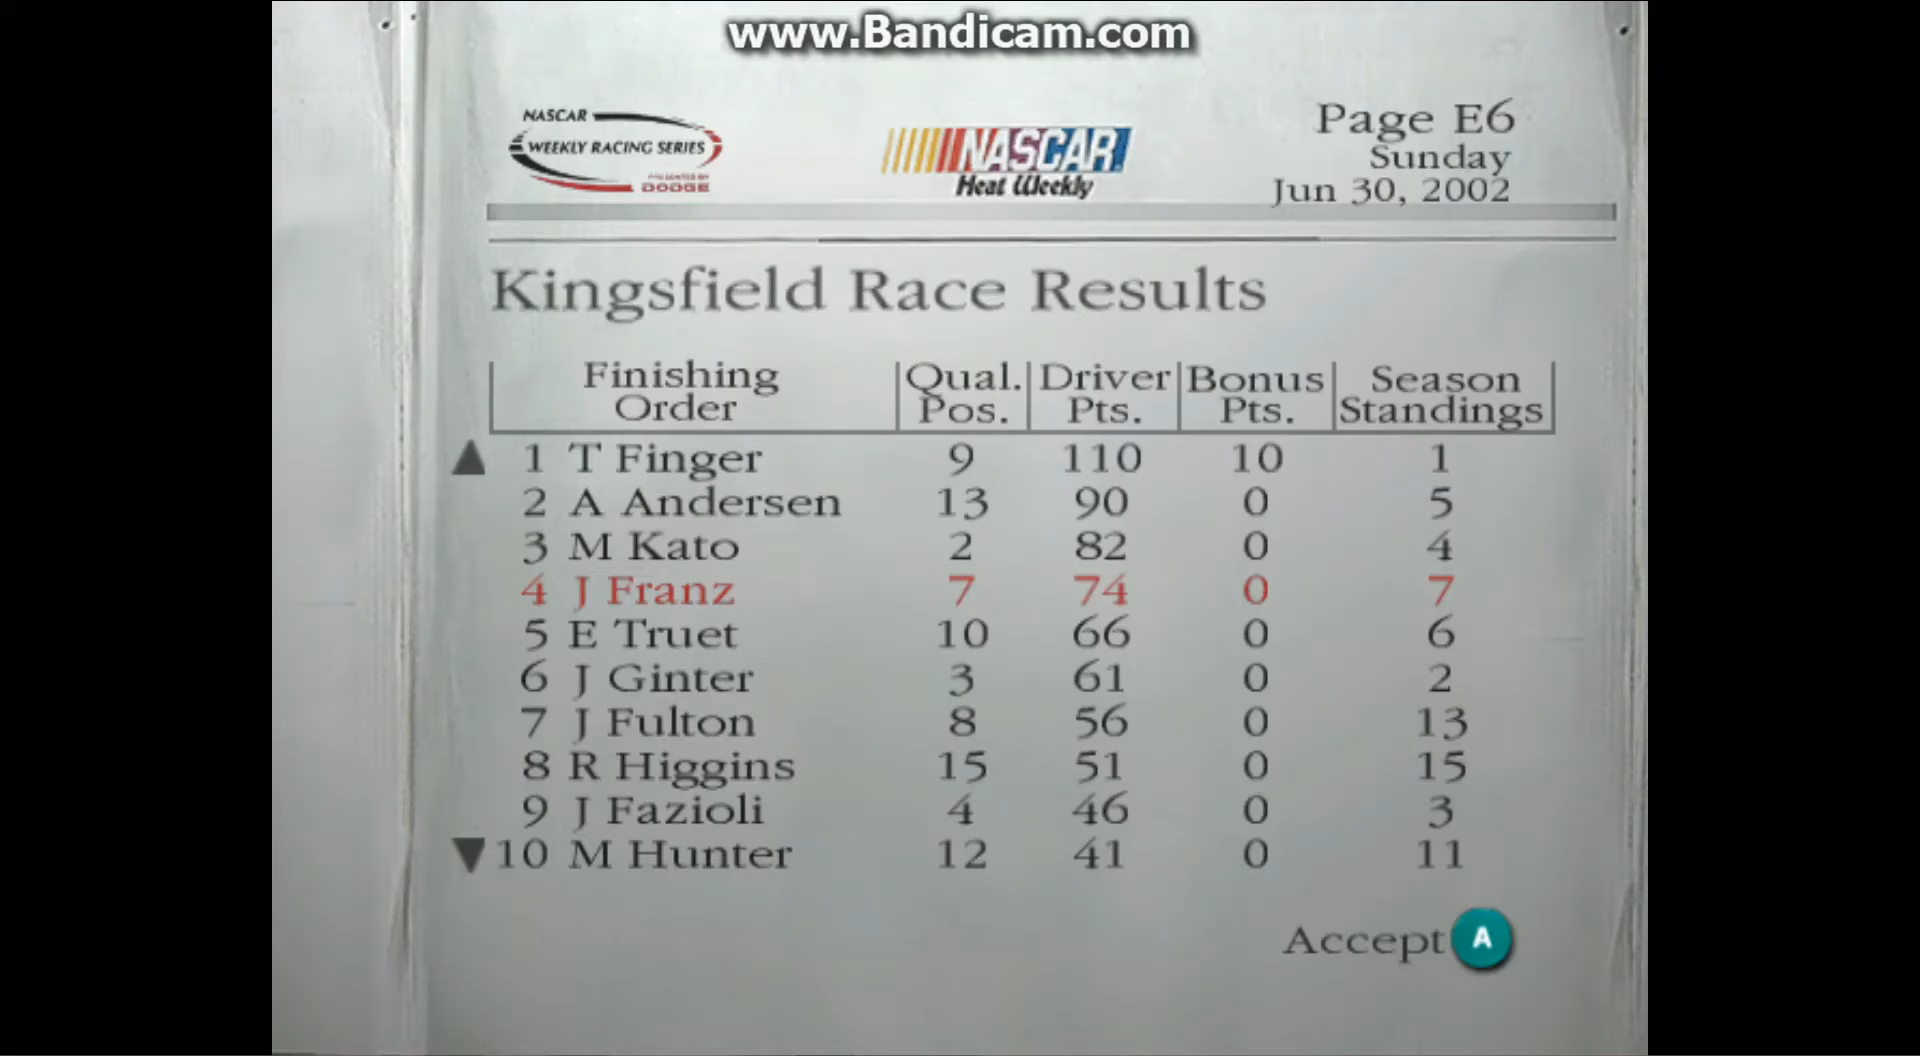 www.Bandicam.com
NASCAR
WEEKLY RACING SERIES
PRESENTED BY
DODGE
NASCAR
Heat Weekly
Page E6
Sunday
Jun 30, 2002
Kingsfield Race Results
Finishing Order Qual. Pos. Driver Pts. Bonus Pts. Season Standings
1 T Finger 9 110 10 1
2 A Andersen 13 90 0 5
3 M Kato 2 82 0 4
4 J Franz 7 74 0 7
5 E Truet 10 66 0 6
6 J Ginter 3 61 0 2
7 J Fulton 8 56 0 13
8 R Higgins 15 51 0 15
9 J Fazioli 4 46 0 3
10 M Hunter 12 41 0 11
Accept A